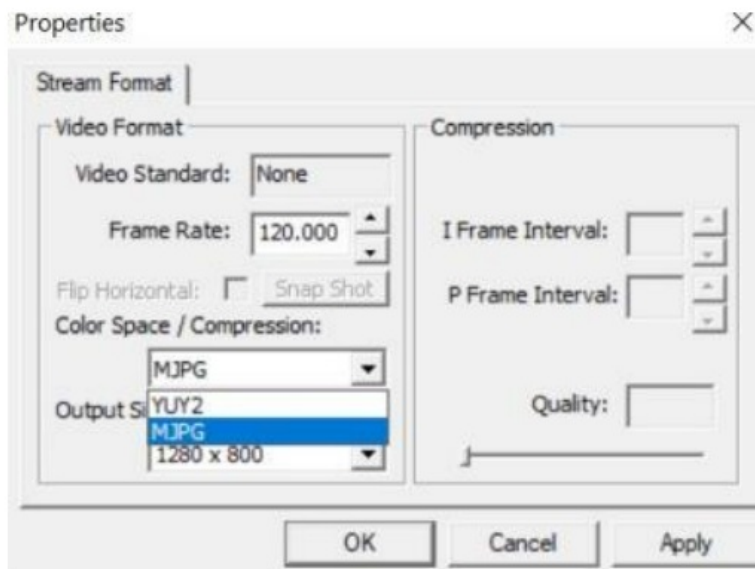 Properties
Stream Format
Video Format
Video Standard: None
Frame Rate: 120.000
Flip Horizontal: Snap Shot
Color Space / Compression:
MJPG
YUY2
MJPG
Output Si
1280 x 800
Compression
I Frame Interval:
P Frame Interval:
Quality:
OK Cancel Apply